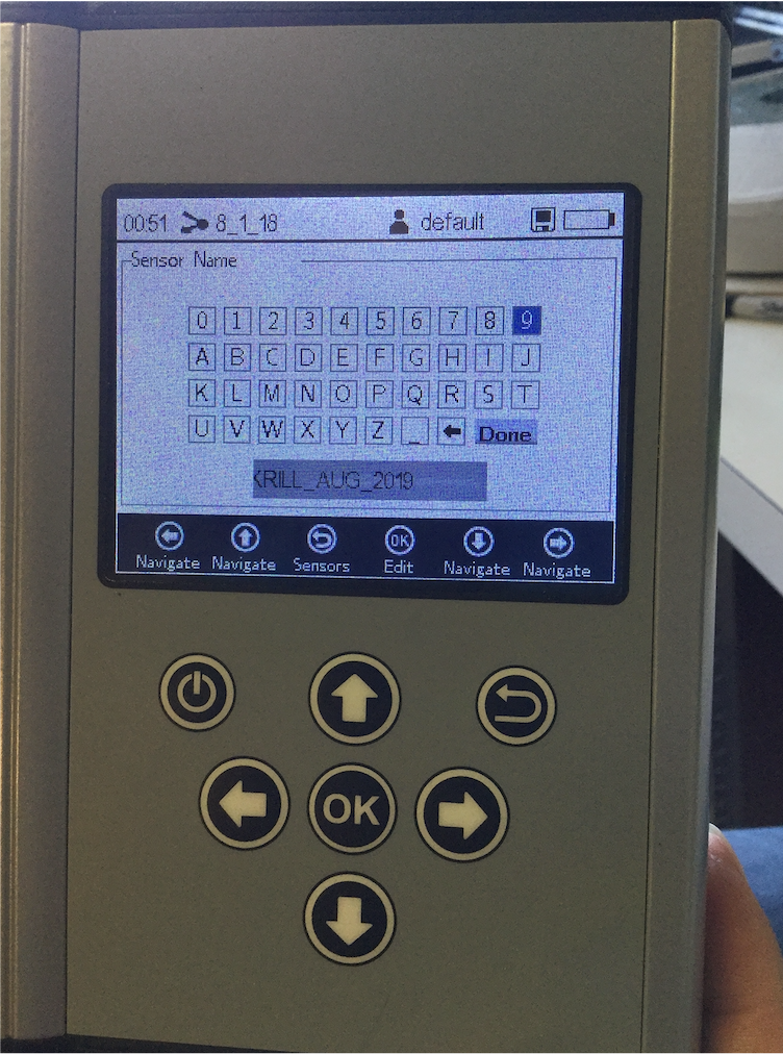 00:51 8_1_18 default
Sensor Name
0 1 2 3 4 5 6 7 8 9
A B C D E F G H I J
K L M N O P Q R S T
U V W X Y Z _ Done
KRILL_AUG_2019
OK
Navigate Navigate Sensors Edit Navigate Navigate
OK